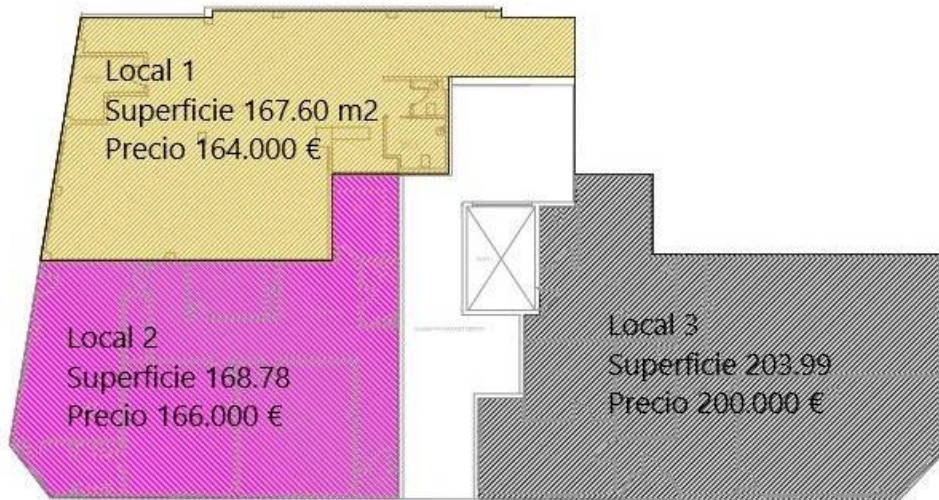 Local 1
Superficie 167.60 m2
Precio 164.000 €
Local 2
Superficie 168.78
Precio 166.000 €
Local 3
Superficie 203.99
Precio 200.000 €